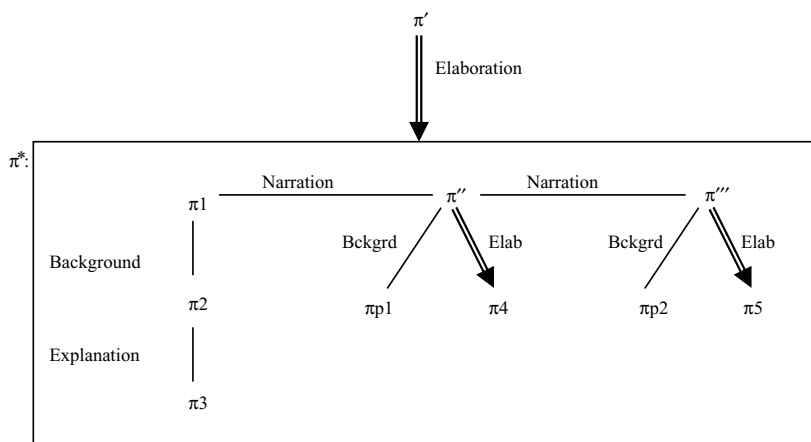 π′
Elaboration
π*:
Narration Narration
π1 π″ π‴
Bckgrd Elab Bckgrd Elab
Background
π2 πp1 π4 πp2 π5
Explanation
π3